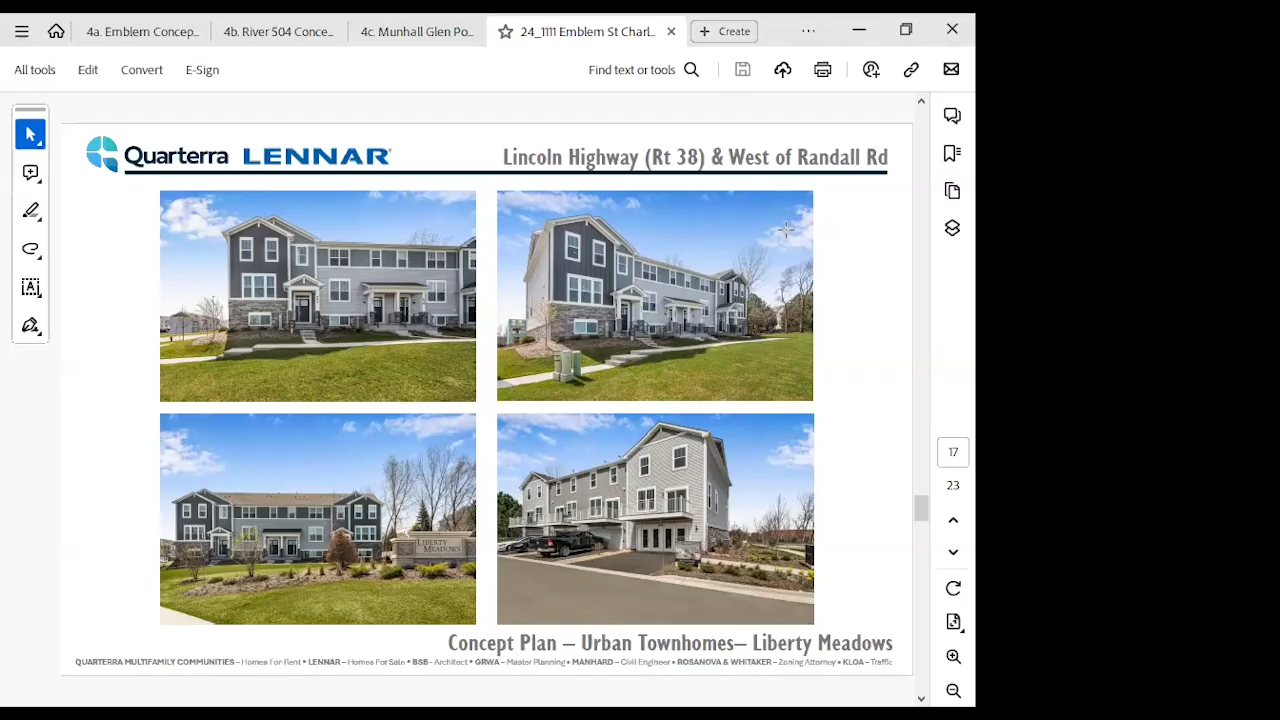 4a. Emblem Concep...
4b. River 504 Conce...
4c. Munhall Glen Po...
24_1111 Emblem St Charl...
Create
All tools
Edit
Convert
E-Sign
Find text or tools
Quarterra LENNAR
Lincoln Highway (Rt 38) & West of Randall Rd
LIBERTY MEADOWS
17
23
Concept Plan – Urban Townhomes– Liberty Meadows
QUARTERRA MULTIFAMILY COMMUNITIES – Homes For Rent • LENNAR – Homes For Sale • BSB - Architect • GRWA – Master Planning • MANHARD – Civil Engineer • ROSANOVA & WHITAKER – Zoning Attorney • KLOA – Traffic